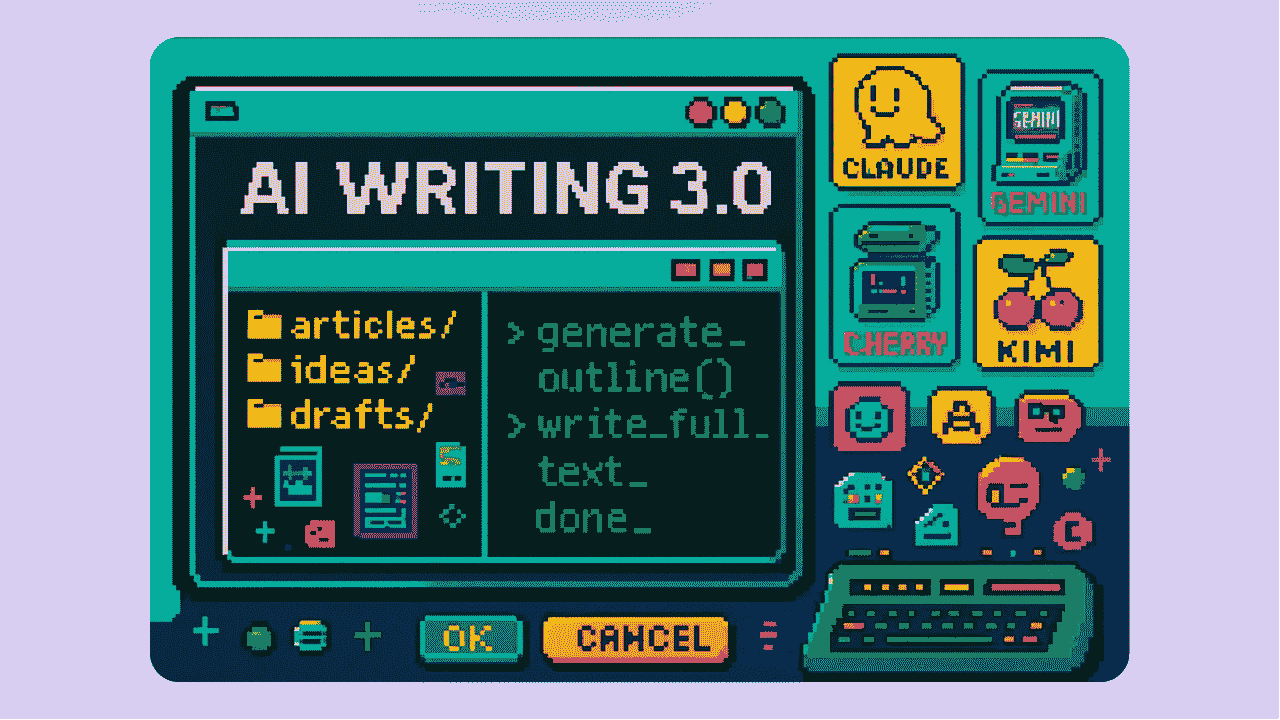 AI WRITING 3.0
articles/
ideas/
drafts/
> generate_
outline()
> write_full_
text_
done_
CLAUDE
GEMINI
GEMINI
CHERRY
KIMI
A
C
OK
CANCEL